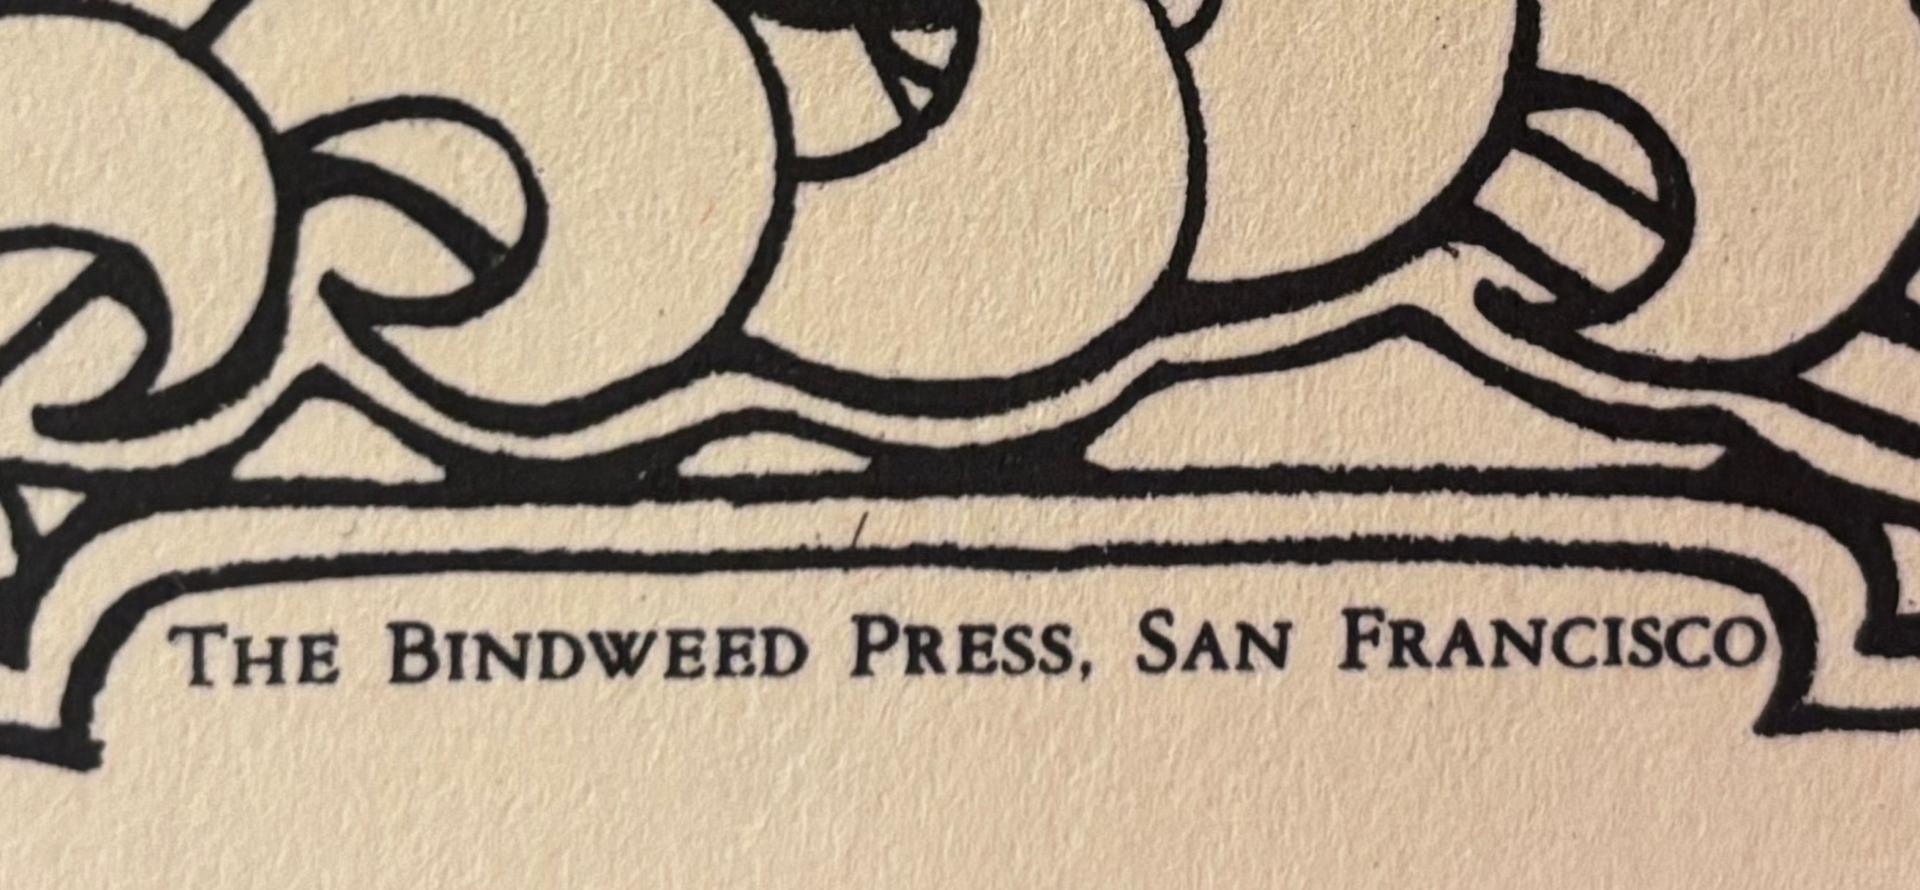 The Bindweed Press, San Francisco